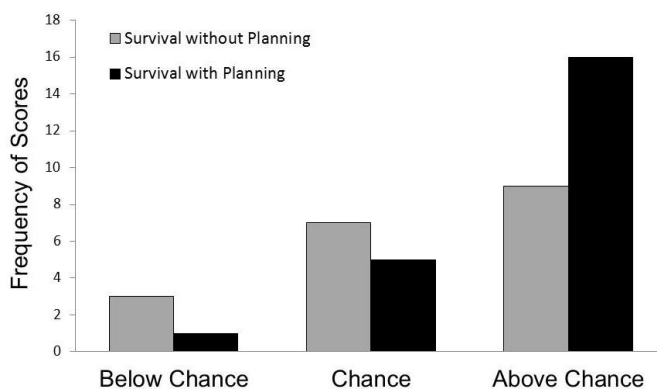 18
16
14
12
10
8
6
4
2
0
Frequency of Scores
Survival without Planning
Survival with Planning
Below Chance
Chance
Above Chance